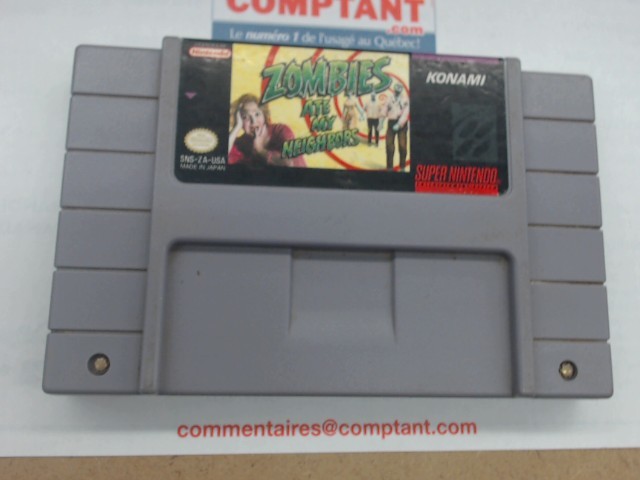 COMPTANT
.com
Le numéro 1 de l'usagé au Québec!
Nintendo
ZOMBIES
ATE
MY
NEIGHBORS
KONAMI
SNS-ZA-USA
MADE IN JAPAN
SUPER NINTENDO
commentaires@comptant.com